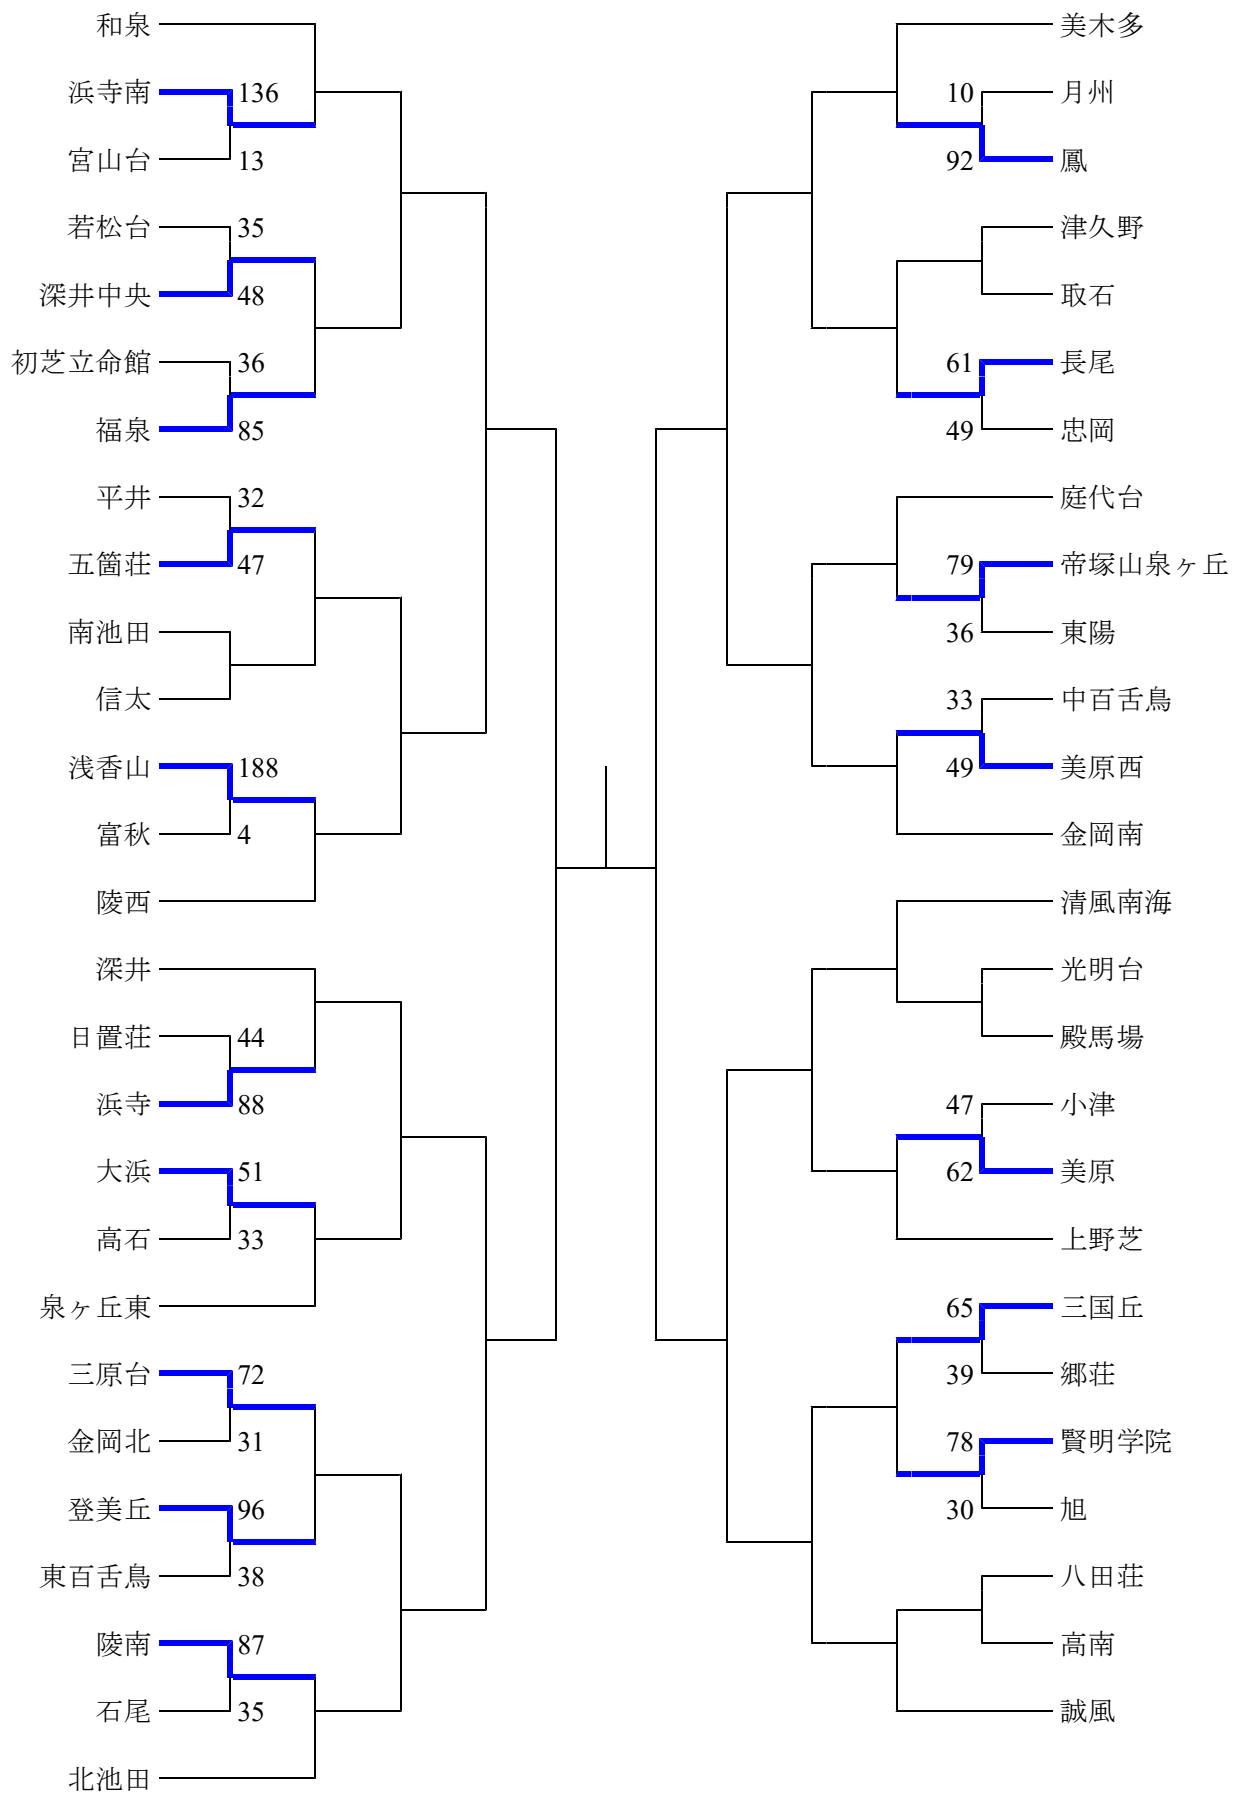 和泉
浜寺南 136
宮山台 13
若松台 35
深井中央 48
初芝立命館 36
福泉 85
平井 32
五箇荘 47
南池田
信太
浅香山 188
富秋 4
陵西
深井
日置荘 44
浜寺 88
大浜 51
高石 33
泉ヶ丘東
三原台 72
金岡北 31
登美丘 96
東百舌鳥 38
陵南 87
石尾 35
北池田
美木多
10 月州
92 鳳
津久野
取石
61 長尾
49 忠岡
庭代台
79 帝塚山泉ヶ丘
36 東陽
33 中百舌鳥
49 美原西
金岡南
清風南海
光明台
殿馬場
47 小津
62 美原
上野芝
65 三国丘
39 郷荘
78 賢明学院
30 旭
八田荘
高南
誠風